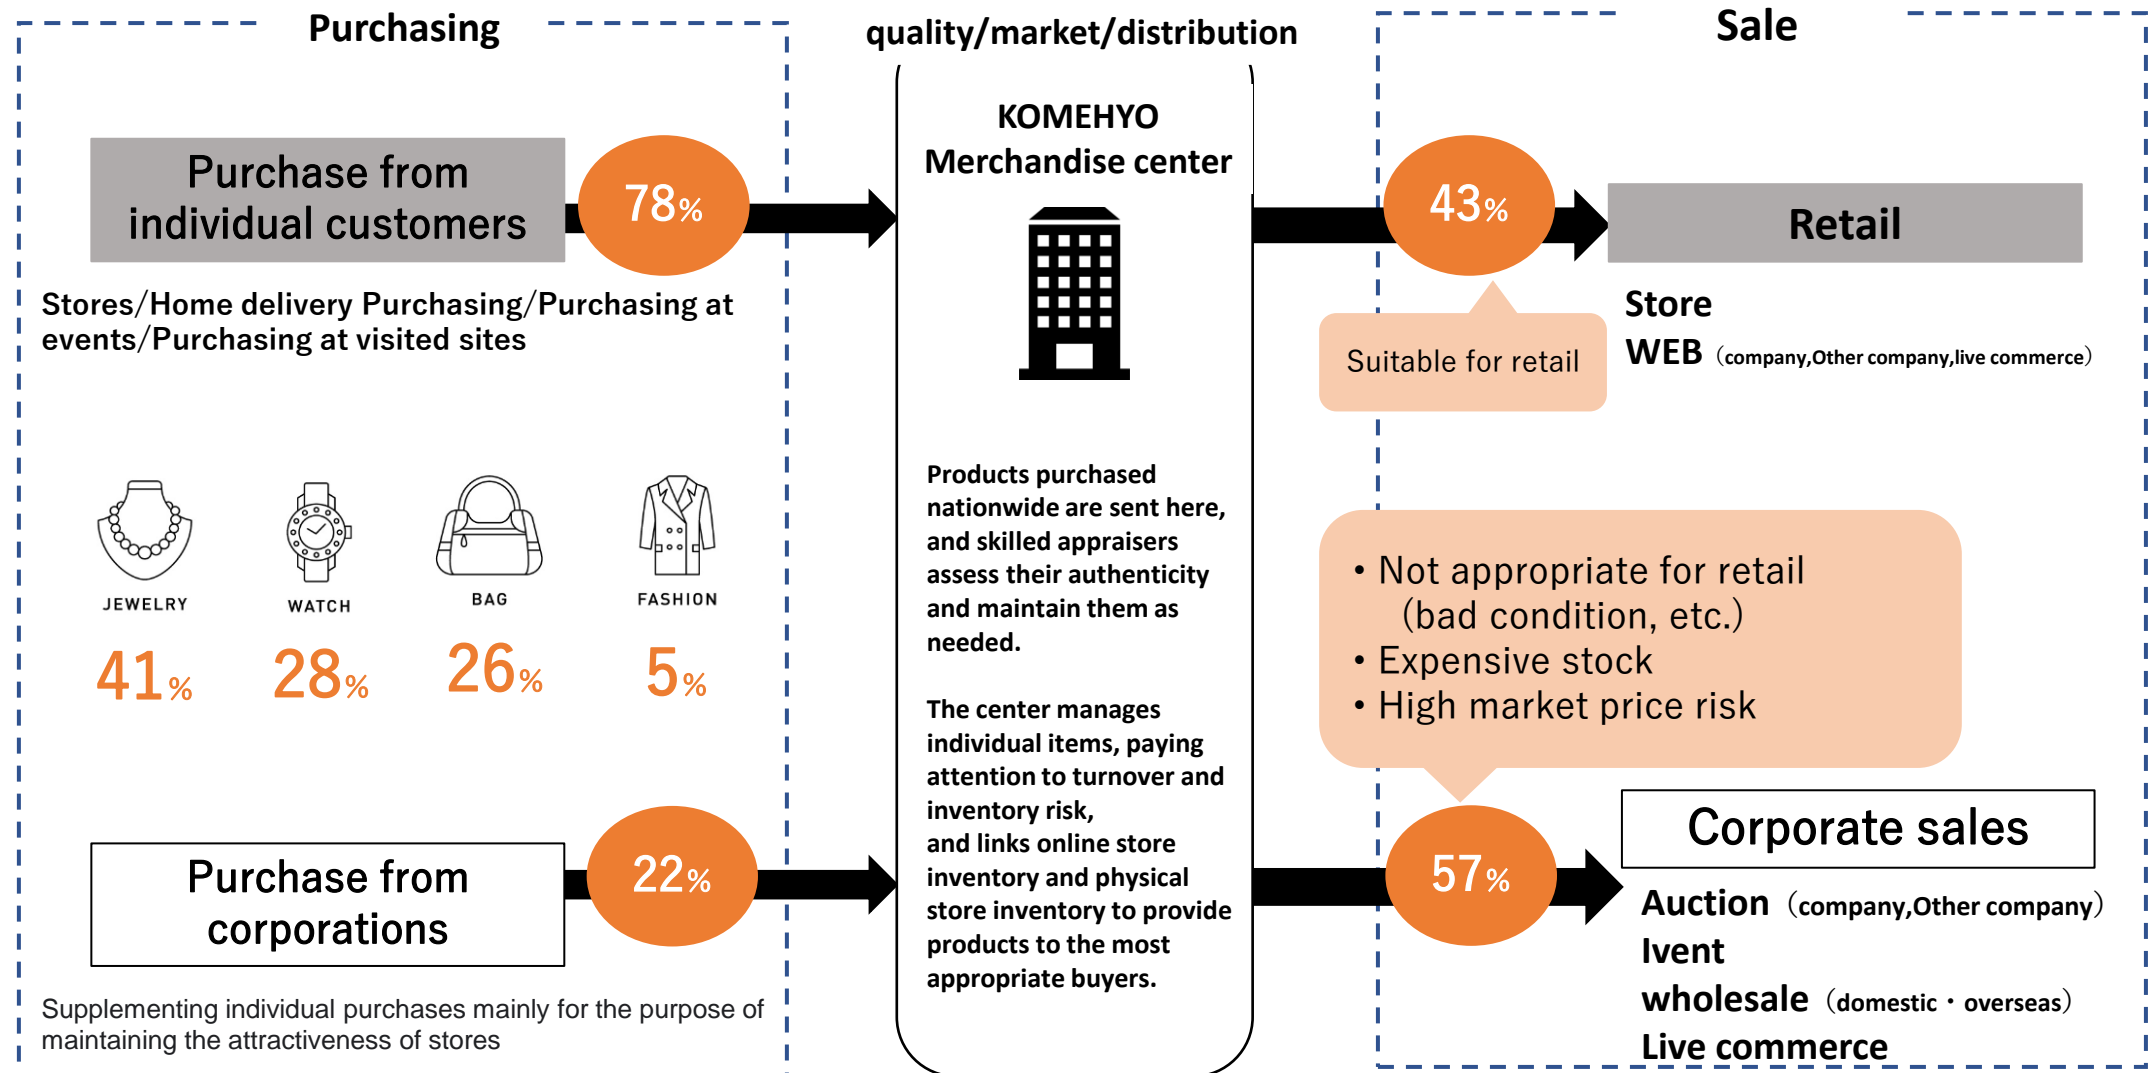 Purchasing
Purchase from
individual customers
78%
Stores/Home delivery Purchasing/Purchasing at
events/Purchasing at visited sites
JEWELRY
WATCH
BAG
FASHION
41%
28%
26%
5%
Purchase from
corporations
22%
Supplementing individual purchases mainly for the purpose of
maintaining the attractiveness of stores
quality/market/distribution
KOMEHYO
Merchandise center
Products purchased
nationwide are sent here,
and skilled appraisers
assess their authenticity
and maintain them as
needed.
The center manages
individual items, paying
attention to turnover and
inventory risk,
and links online store
inventory and physical
store inventory to provide
products to the most
appropriate buyers.
Sale
43%
Retail
Suitable for retail
Store
WEB（company,Other company,live commerce）
• Not appropriate for retail
（bad condition, etc.）
• Expensive stock
• High market price risk
57%
Corporate sales
Auction（company,Other company）
Ivent
wholesale（domestic・overseas）
Live commerce